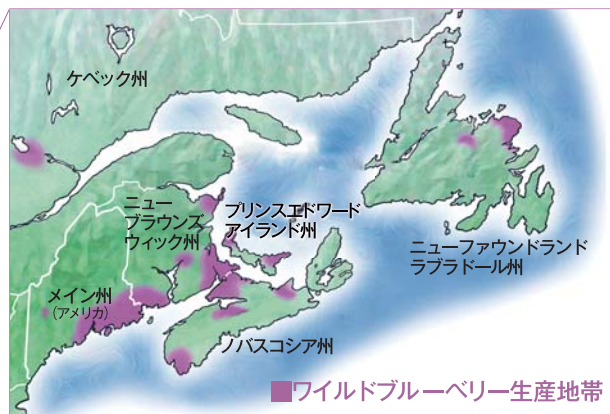 ケベック州
ニュー
ブラウンズ
ウィック州
プリンスエドワード
アイランド州
ニューファウンドランド
ラブラドール州
メイン州
(アメリカ)
ノバスコシア州
■ワイルドブルーベリー生産地帯